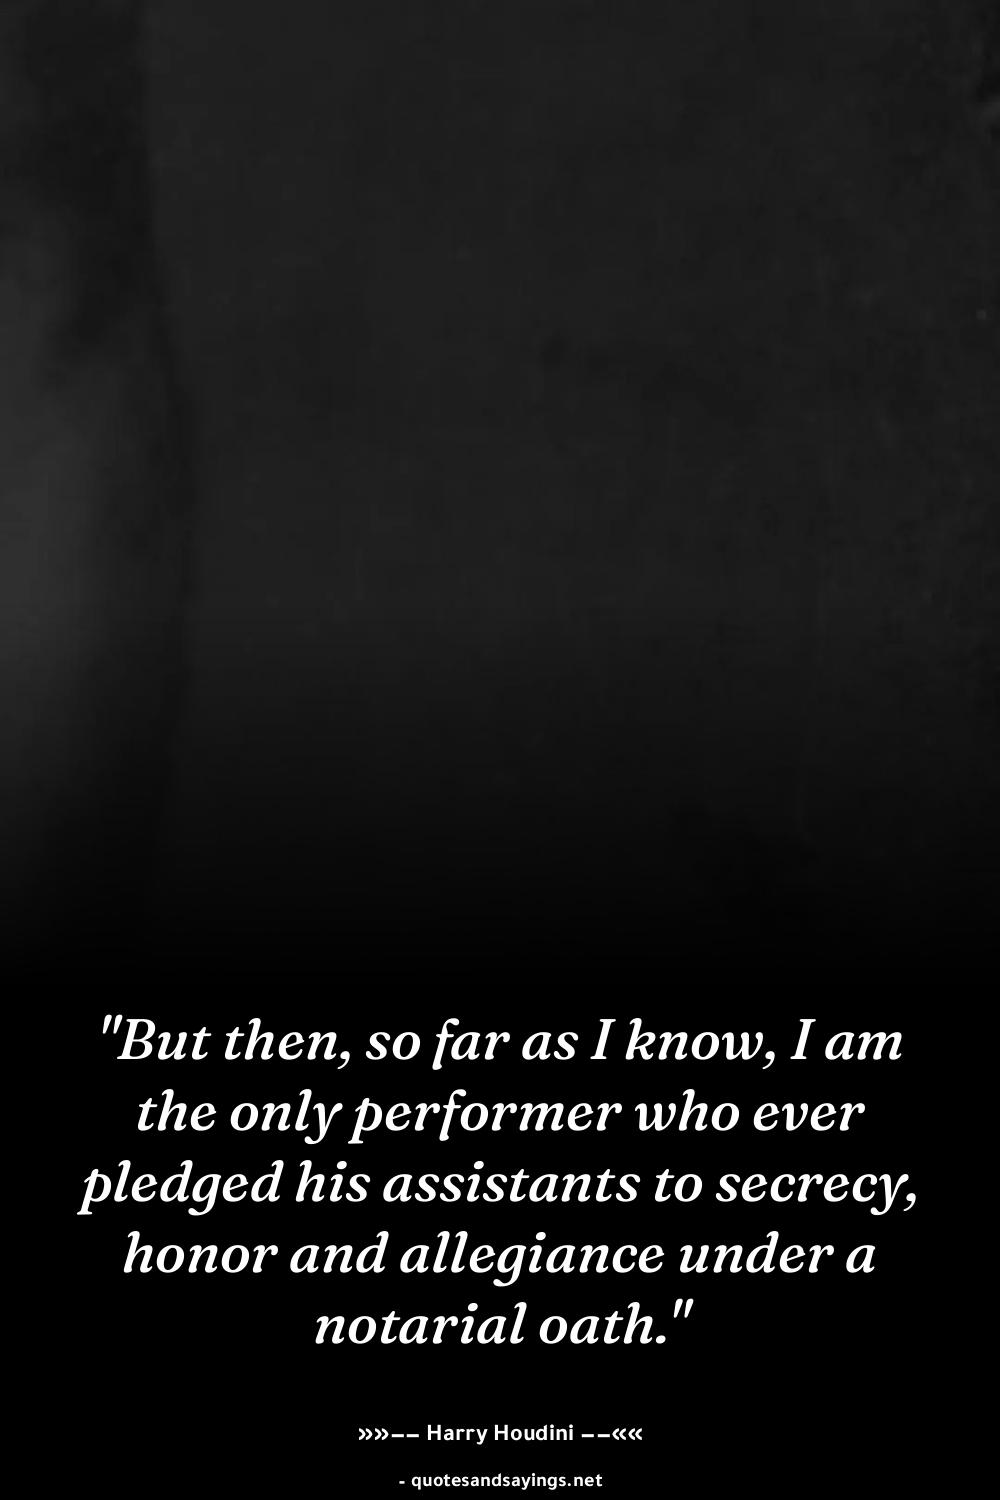 "But then, so far as I know, I am
the only performer who ever
pledged his assistants to secrecy,
honor and allegiance under a
notarial oath."
»»–– Harry Houdini ––««
- quotesandsayings.net